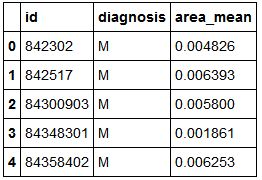 id diagnosis area_mean
0 842302 M 0.004826
1 842517 M 0.006393
2 84300903 M 0.005800
3 84348301 M 0.001861
4 84358402 M 0.006253